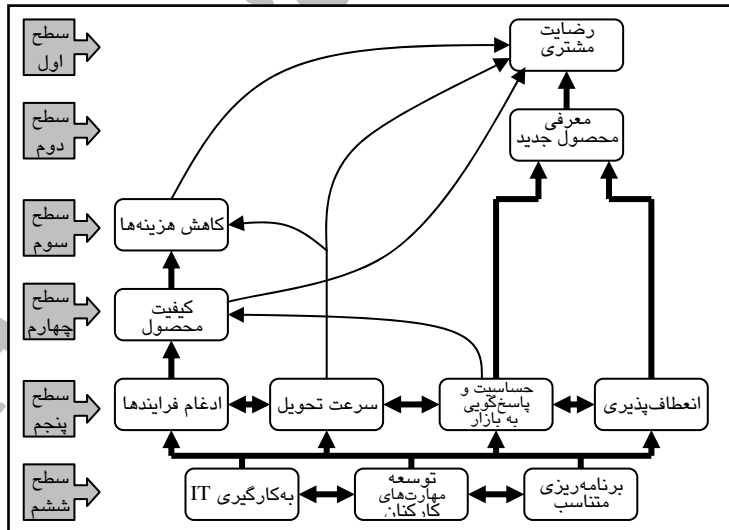 سطح
اول
رضایت
مشتری
سطح
دوم
معرفی
محصول جدید
سطح
سوم
کاهش هزینه‌ها
سطح
چهارم
کیفیت
محصول
سطح
پنجم
ادغام فرایندها
سرعت تحویل
حساسیت و
پاسخ‌گویی
به بازار
انعطاف‌پذیری
سطح
ششم
به‌کارگیری IT
توسعه
مهارت‌های
کارکنان
برنامه‌ریزی
متناسب